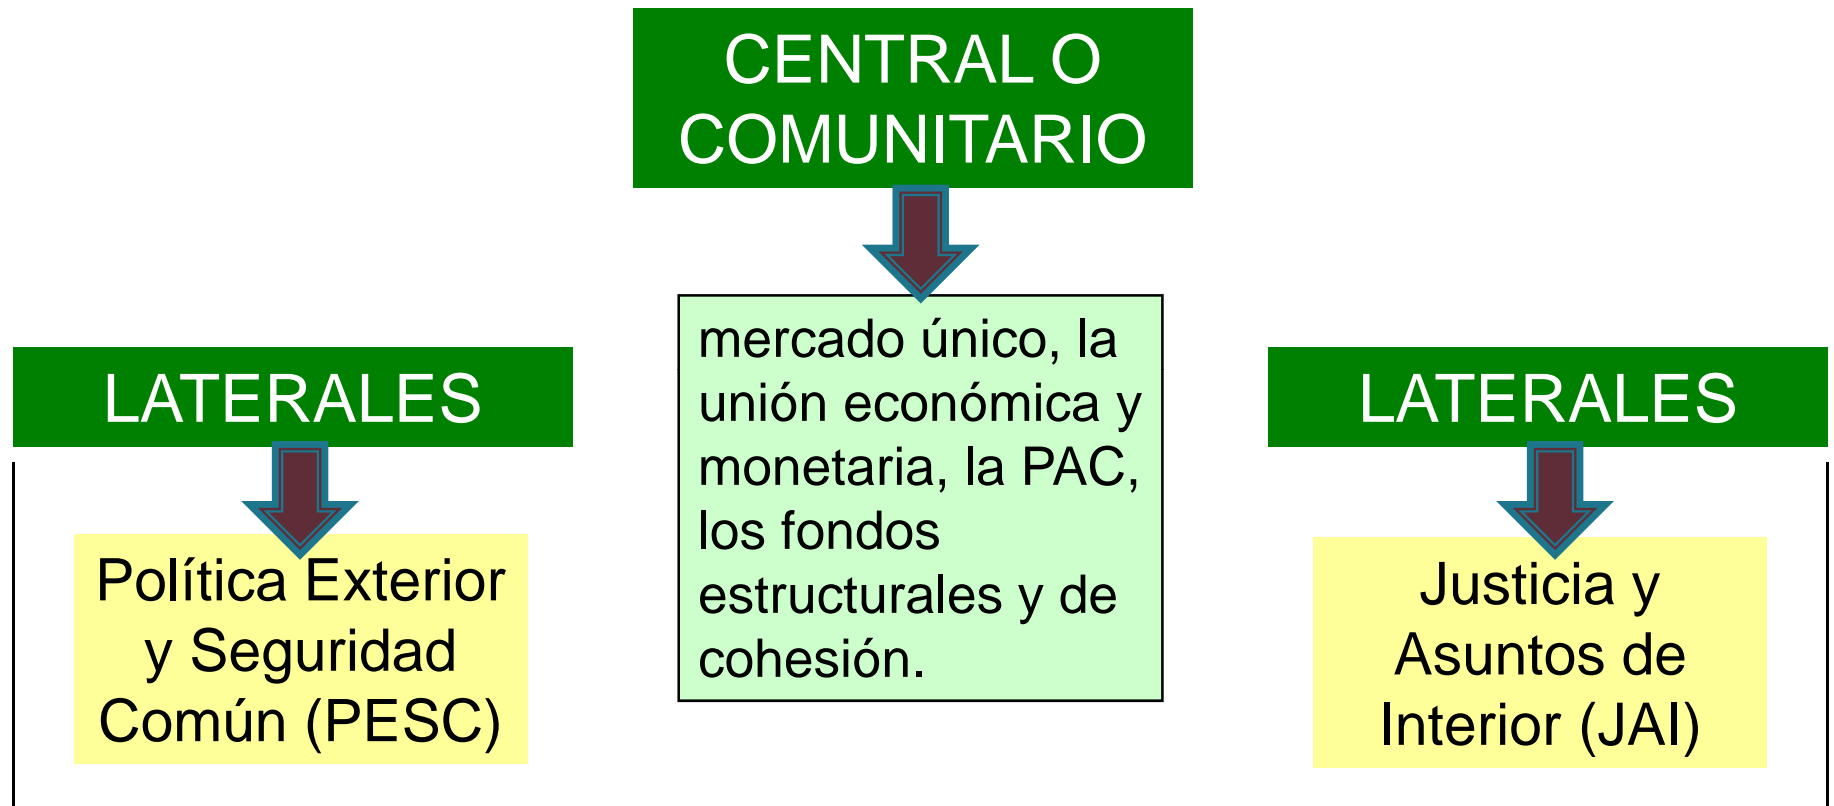 CENTRAL O
COMUNITARIO
mercado único, la
unión económica y
monetaria, la PAC,
los fondos
estructurales y de
cohesión.
LATERALES
Política Exterior
y Seguridad
Común (PESC)
LATERALES
Justicia y
Asuntos de
Interior (JAI)